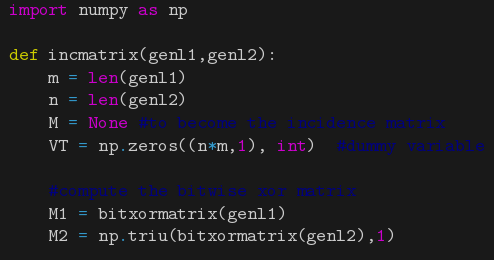 import numpy as np
def incmatrix(genl1,genl2):
    m = len(genl1)
    n = len(genl2)
    M = None #to become the incidence matrix
    VT = np.zeros((n*m,1), int)  #dummy variable
    #compute the bitwise xor matrix
    M1 = bitxormatrix(genl1)
    M2 = np.triu(bitxormatrix(genl2),1)